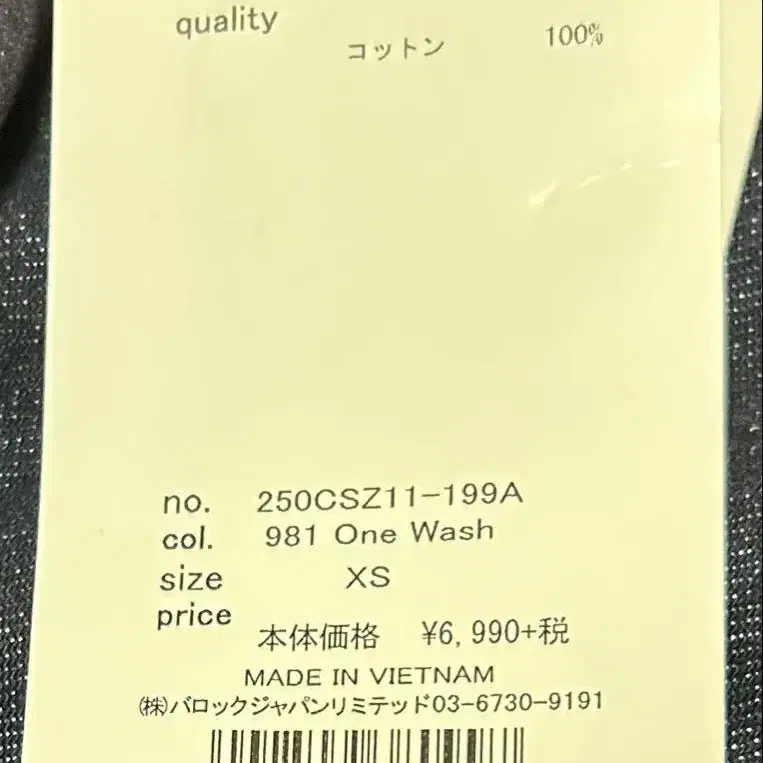 quality
コットン 100%
no. 250CSZ11-199A
col. 981 One Wash
size XS
price
本体価格 ¥6,990+税
MADE IN VIETNAM
㈱バロックジャパンリミテッド03-6730-9191